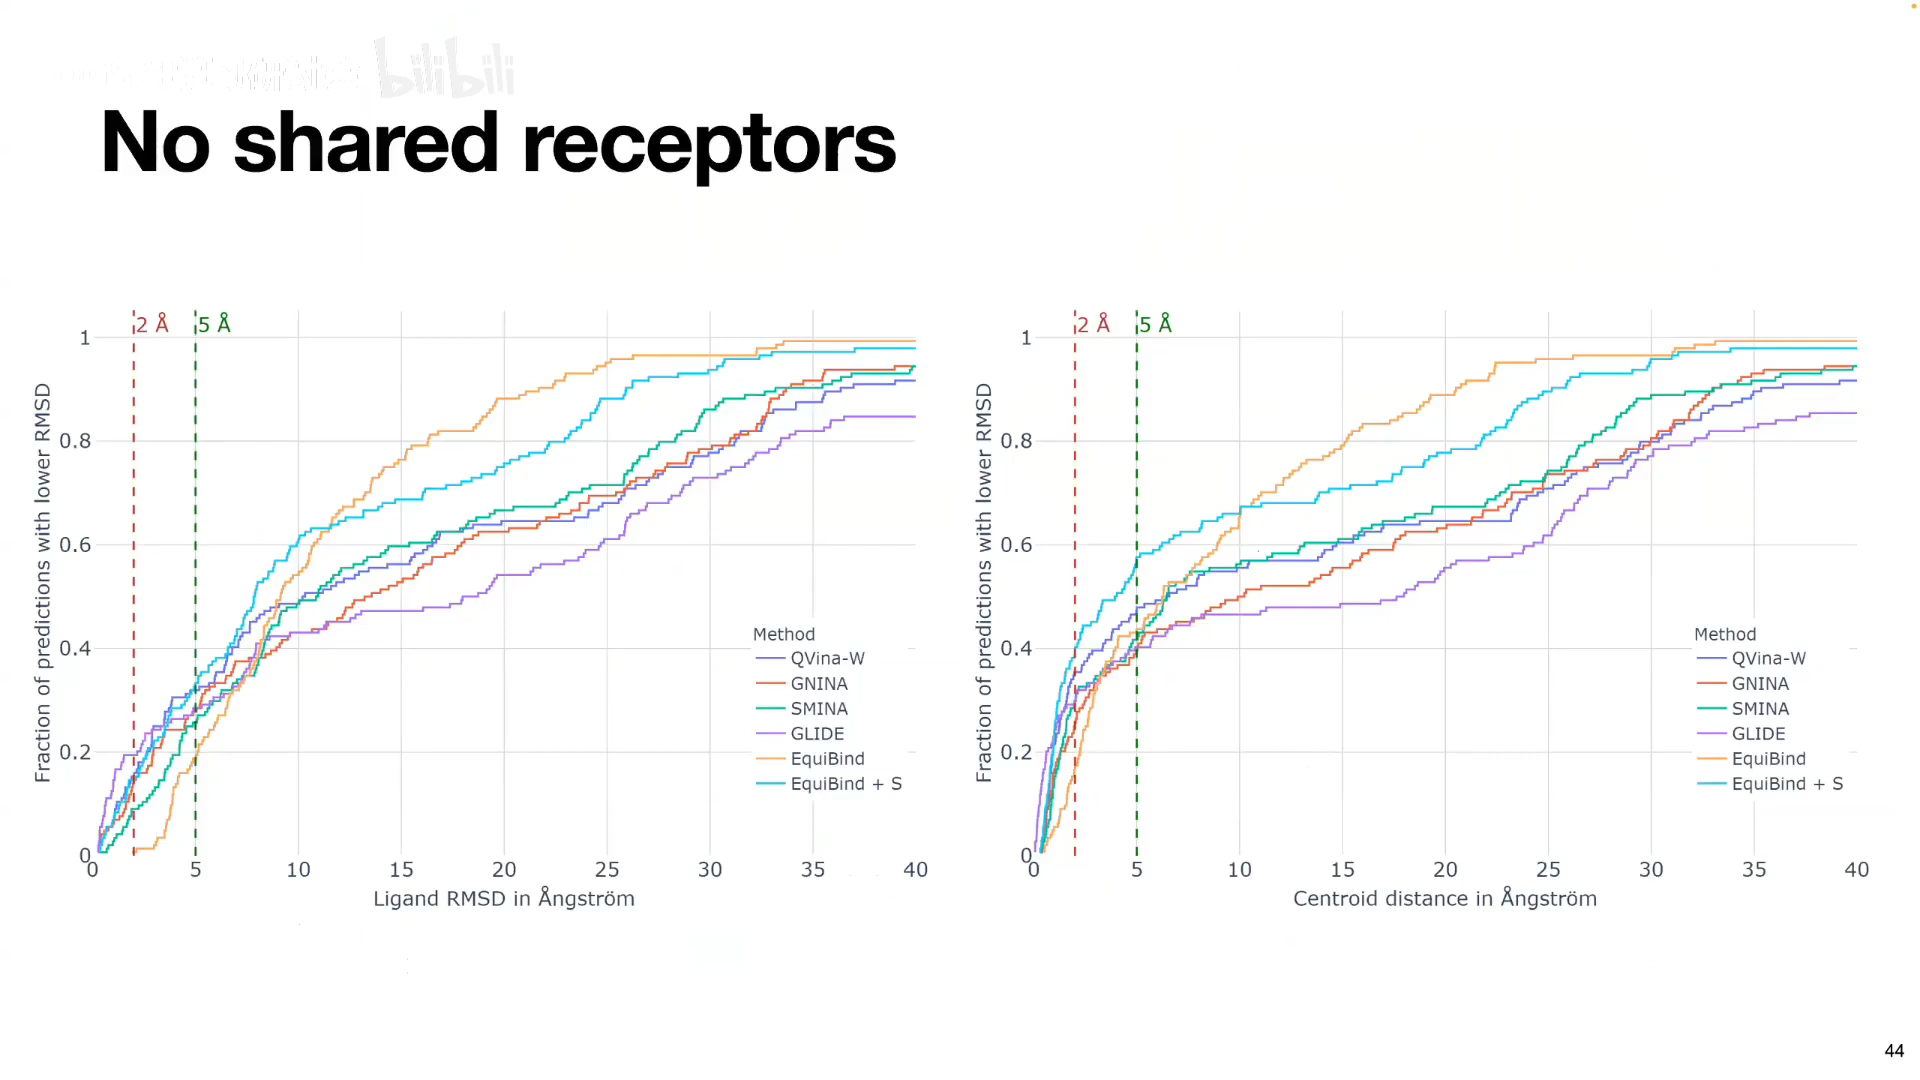 bilibili
No shared receptors
2 Å
5 Å
1
0.8
0.6
0.4
0.2
0
0
5
10
15
20
25
30
35
40
Fraction of predictions with lower RMSD
Ligand RMSD in Ångström
Method
QVina-W
GNINA
SMINA
GLIDE
EquiBind
EquiBind + S
2 Å
5 Å
1
0.8
0.6
0.4
0.2
0
0
5
10
15
20
25
30
35
40
Fraction of predictions with lower RMSD
Centroid distance in Ångström
Method
QVina-W
GNINA
SMINA
GLIDE
EquiBind
EquiBind + S
44